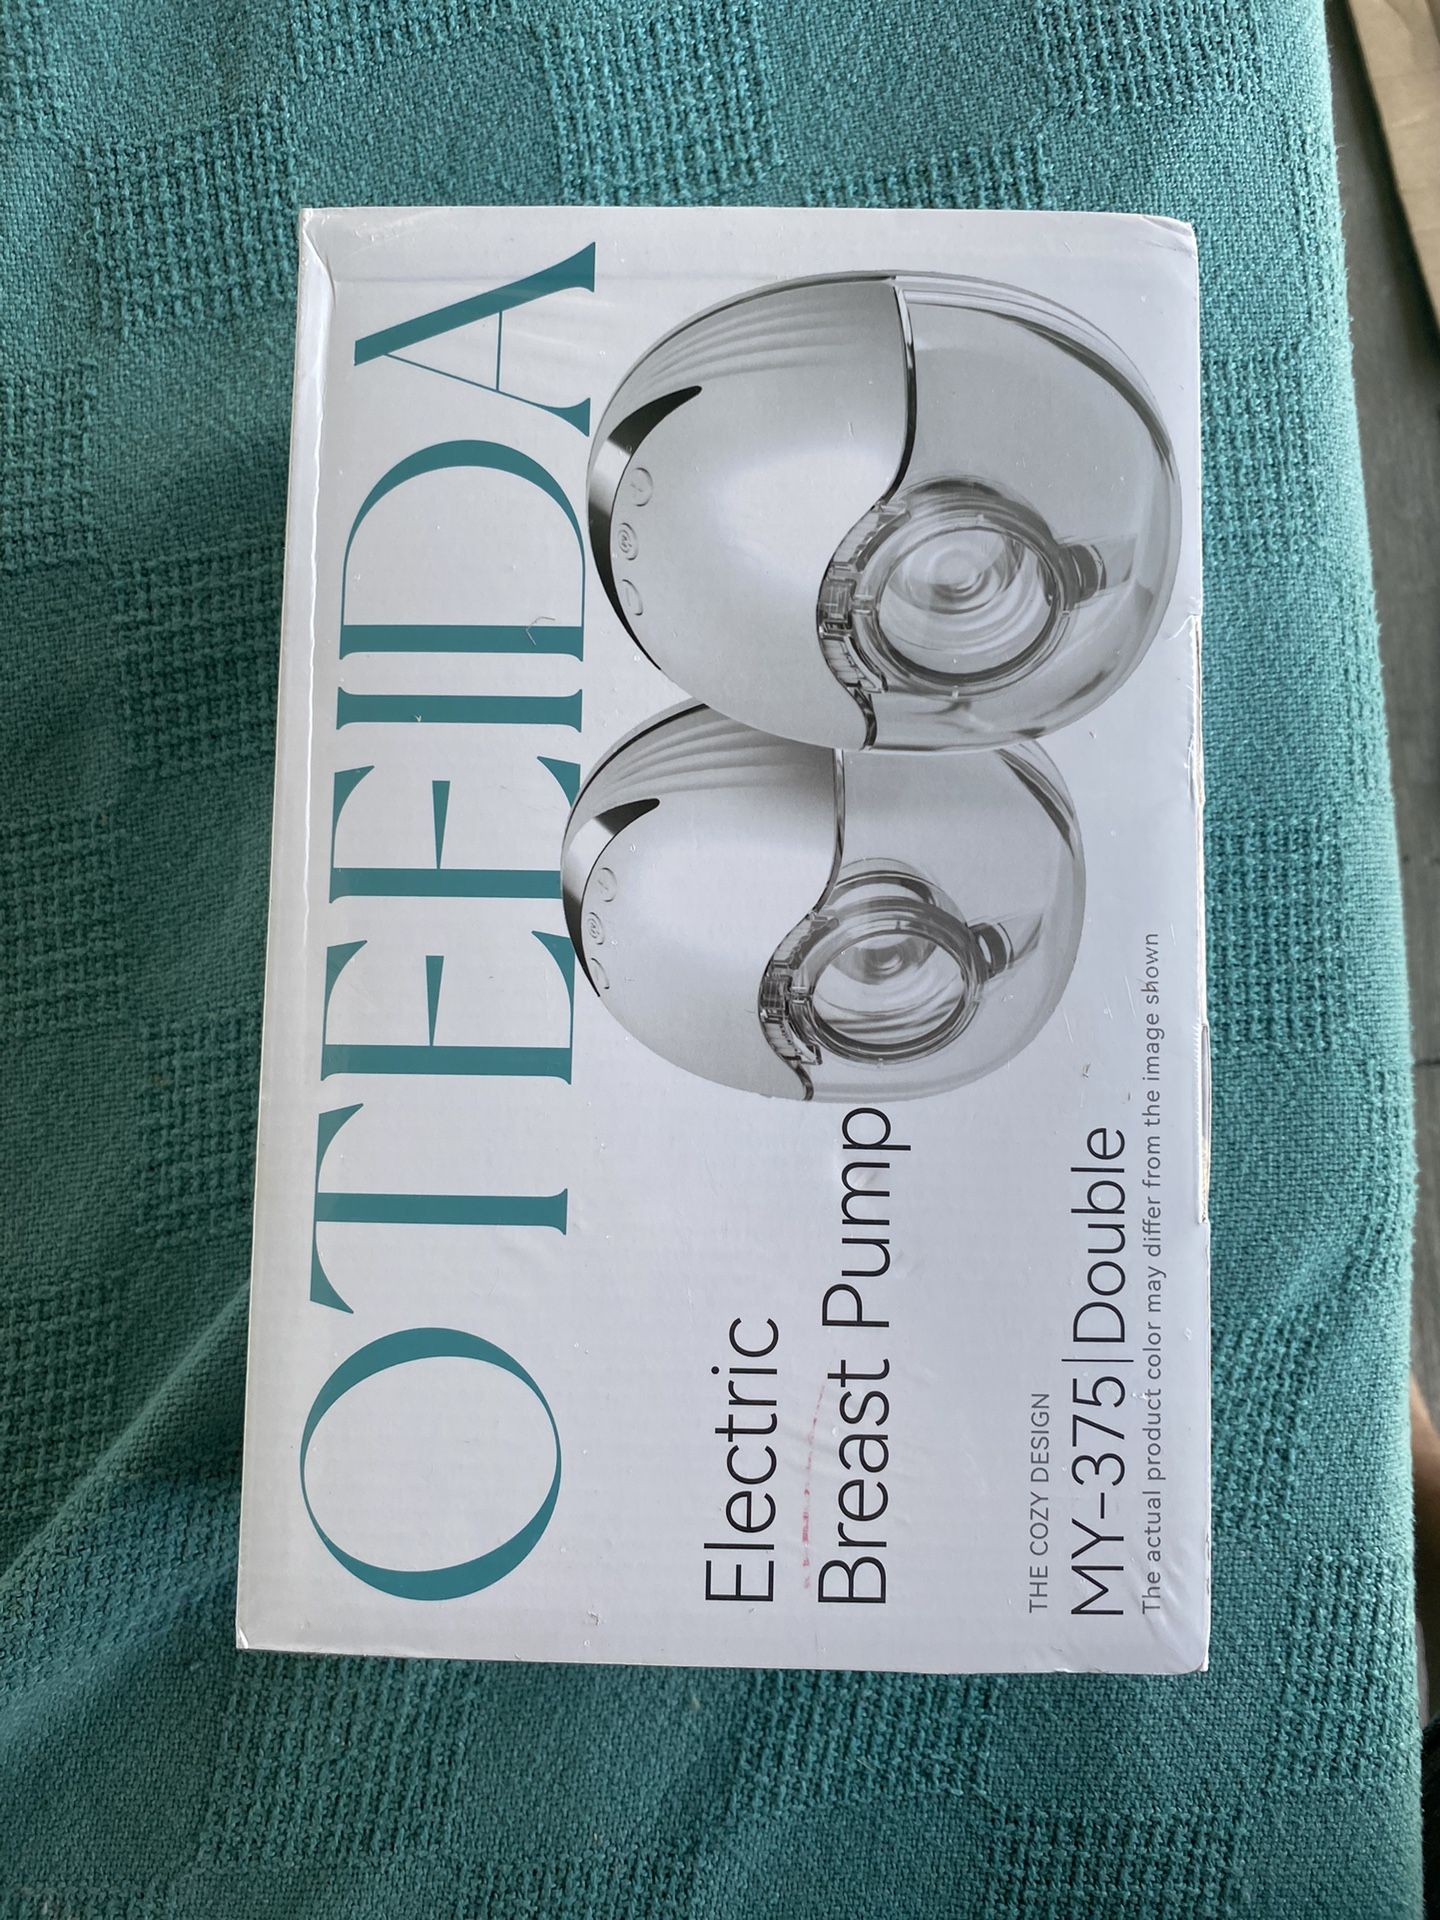 OTEEIDA
Electric
Breast Pump
THE COZY DESIGN
MY-375|Double
The actual product color may differ from the image shown